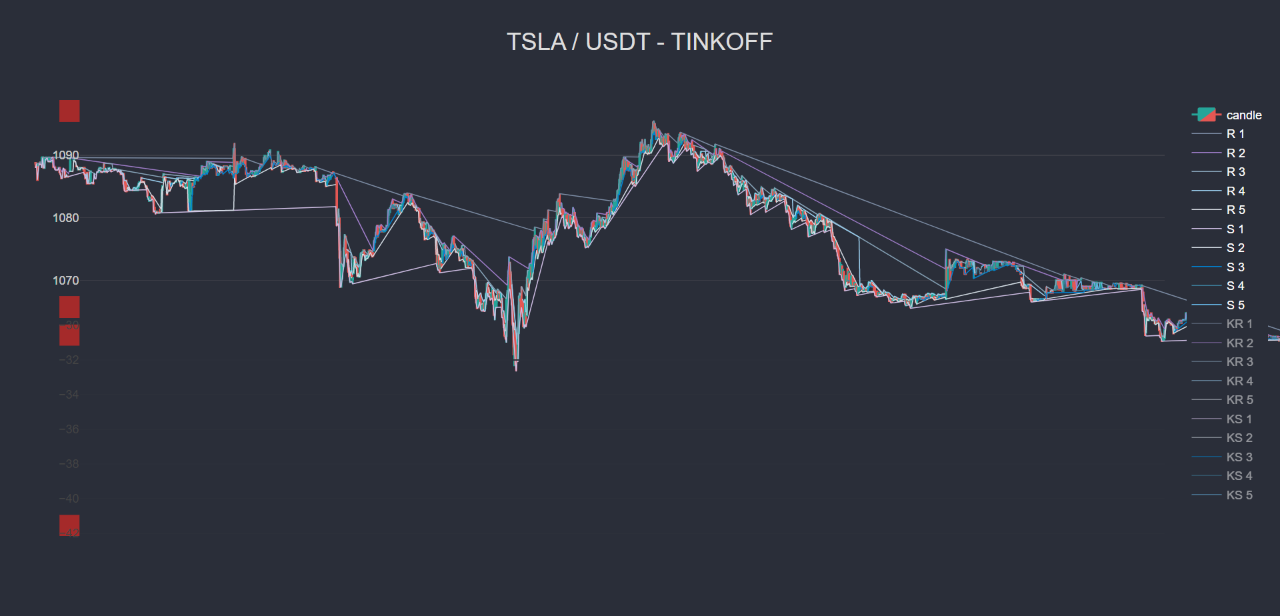 TSLA / USDT - TINKOFF
1090
1080
1070
−32
−34
−36
−38
−40
candle
R 1
R 2
R 3
R 4
R 5
S 1
S 2
S 3
S 4
S 5
KR 1
KR 2
KR 3
KR 4
KR 5
KS 1
KS 2
KS 3
KS 4
KS 5